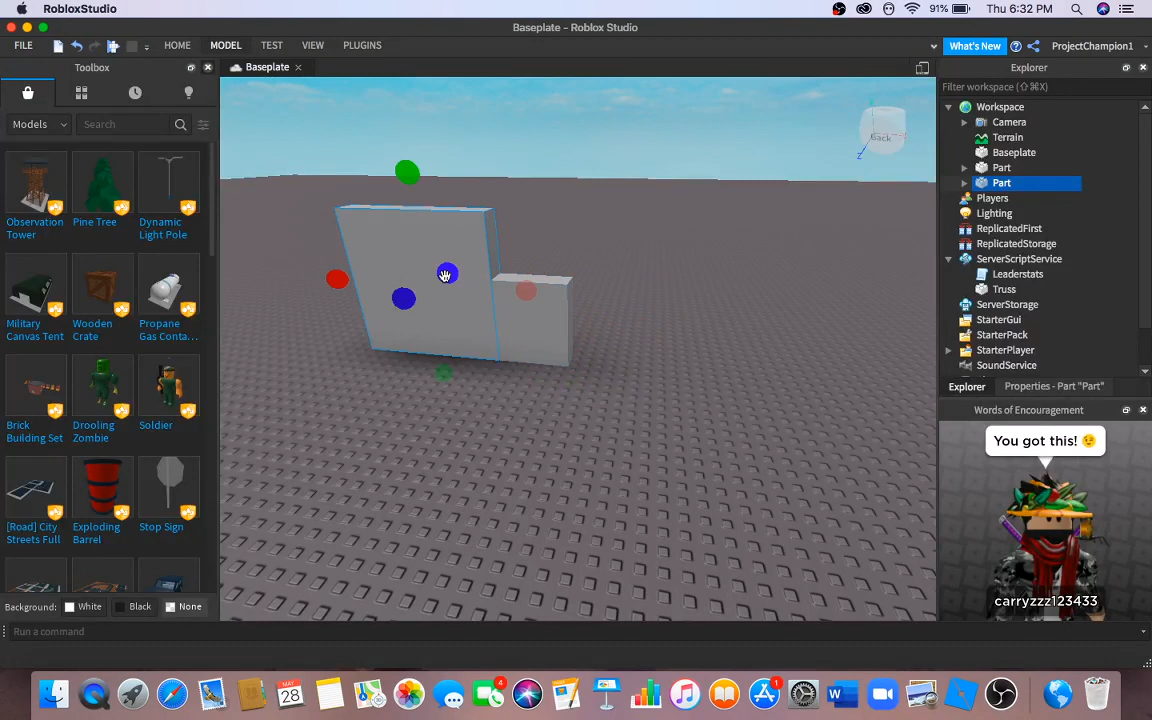 RobloxStudio
91%
Thu 6:32 PM
Baseplate - Roblox Studio
FILE
HOME
MODEL
TEST
VIEW
PLUGINS
What's New
ProjectChampion1
Toolbox
Baseplate
Explorer
Models
Search
Observation
Tower
Pine Tree
Dynamic
Light Pole
Military
Canvas Tent
Wooden
Crate
Propane
Gas Conta...
Brick
Building Set
Drooling
Zombie
Soldier
[Road] City
Streets Full
Exploding
Barrel
Stop Sign
Background:
White
Black
None
Run a command
Back
Z
Filter workspace (⇧⌘X)
Workspace
Camera
Terrain
Baseplate
Part
Part
Players
Lighting
ReplicatedFirst
ReplicatedStorage
ServerScriptService
Leaderstats
Truss
ServerStorage
StarterGui
StarterPack
StarterPlayer
SoundService
Explorer
Properties - Part "Part"
Words of Encouragement
You got this! 😉
carryzzz123433
MAY
28
4
1